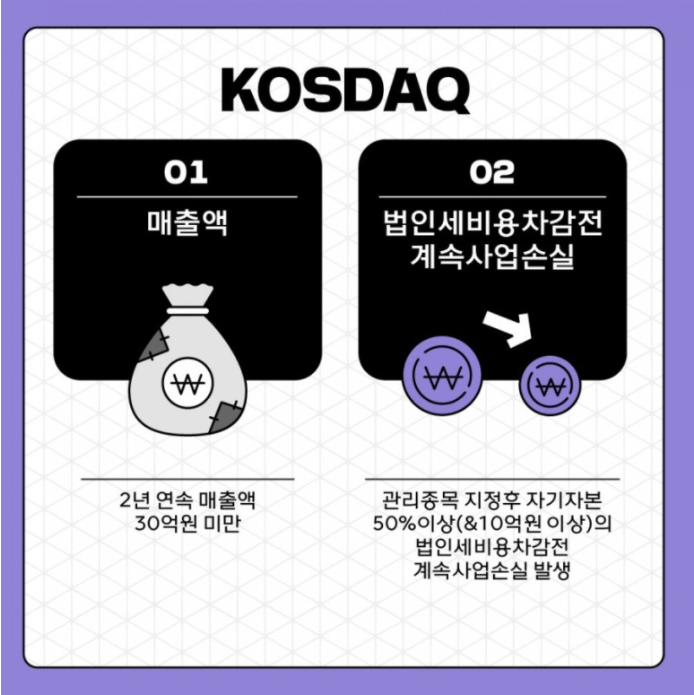 KOSDAQ
01
매출액
₩
2년 연속 매출액
30억원 미만
02
법인세비용차감전
계속사업손실
₩
₩
관리종목 지정후 자기자본
50%이상(&10억원 이상)의
법인세비용차감전
계속사업손실 발생